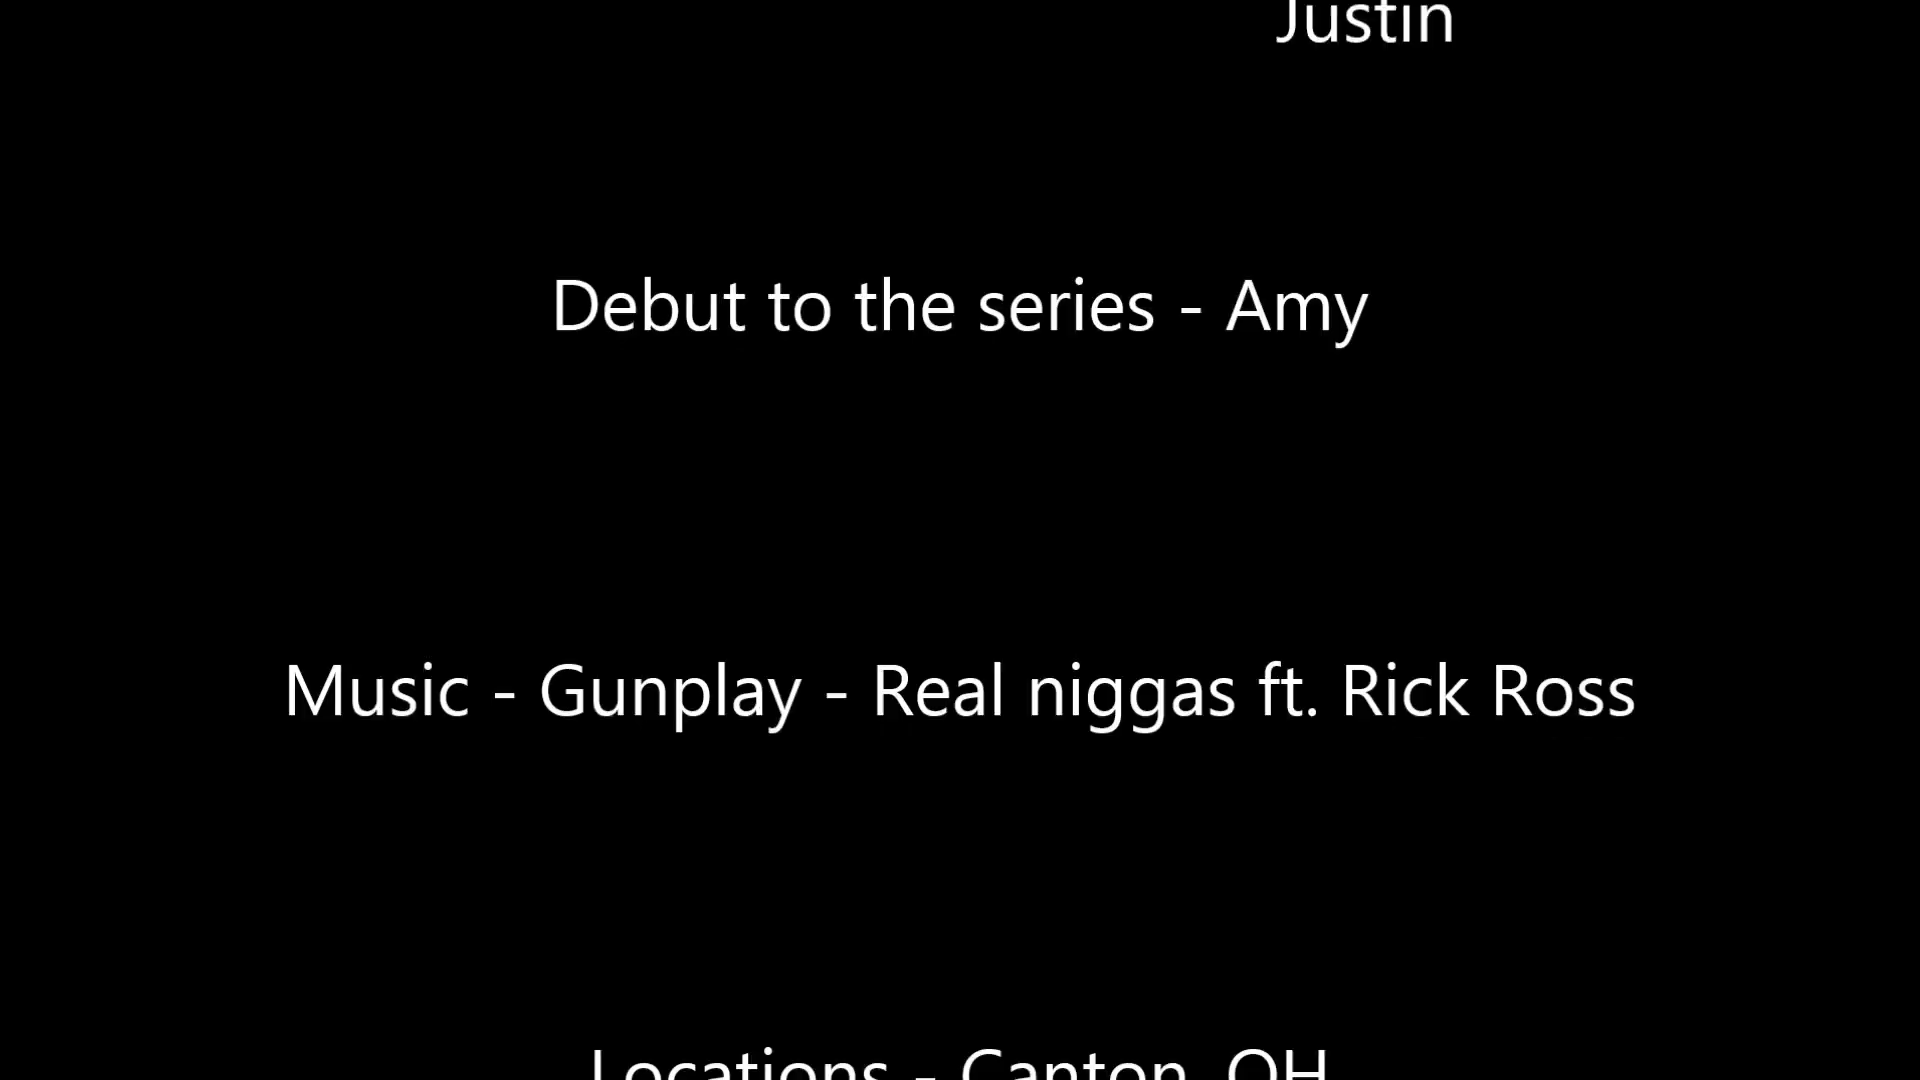 Justin
Debut to the series - Amy
Music - Gunplay - Real niggas ft. Rick Ross
Locations - Canton, OH